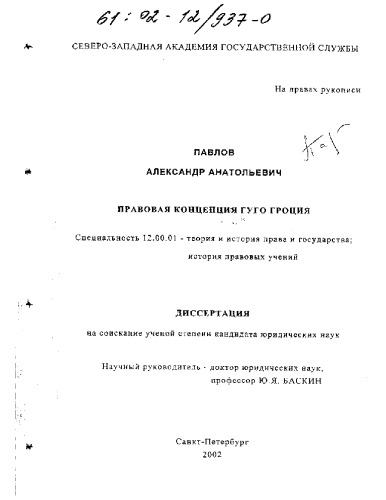 61:02-12/937-0
СЕВЕРО-ЗАПАДНАЯ АКАДЕМИЯ ГОСУДАРСТВЕННОЙ СЛУЖБЫ
На правах рукописи
ПАВЛОВ
АЛЕКСАНДР АНАТОЛЬЕВИЧ
ПРАВОВАЯ КОНЦЕПЦИЯ ГУГО ГРОЦИЯ
Специальность 12.00.01 - теория и история права и государства;
история правовых учений
ДИССЕРТАЦИЯ
на соискание ученой степени кандидата юридических наук
Научный руководитель - доктор юридических наук,
профессор Ю.Я. БАСКИН
Санкт-Петербург
2002